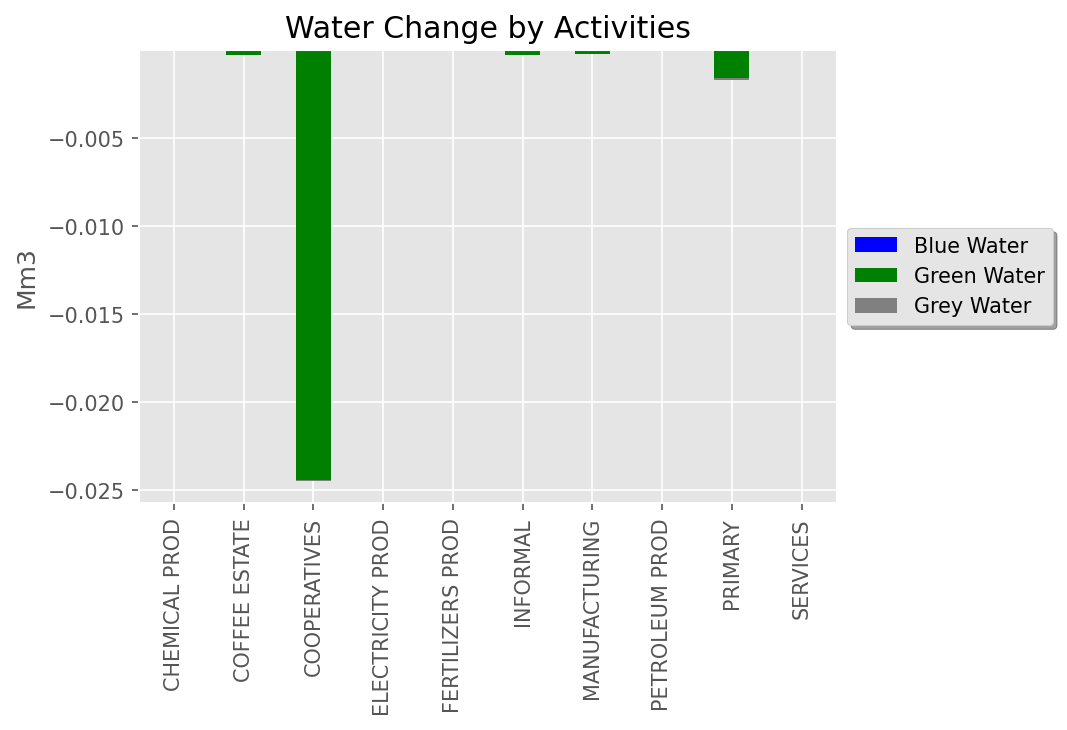 Water Change by Activities
Mm3
−0.005
−0.010
−0.015
−0.020
−0.025
CHEMICAL PROD
COFFEE ESTATE
COOPERATIVES
ELECTRICITY PROD
FERTILIZERS PROD
INFORMAL
MANUFACTURING
PETROLEUM PROD
PRIMARY
SERVICES
Blue Water
Green Water
Grey Water